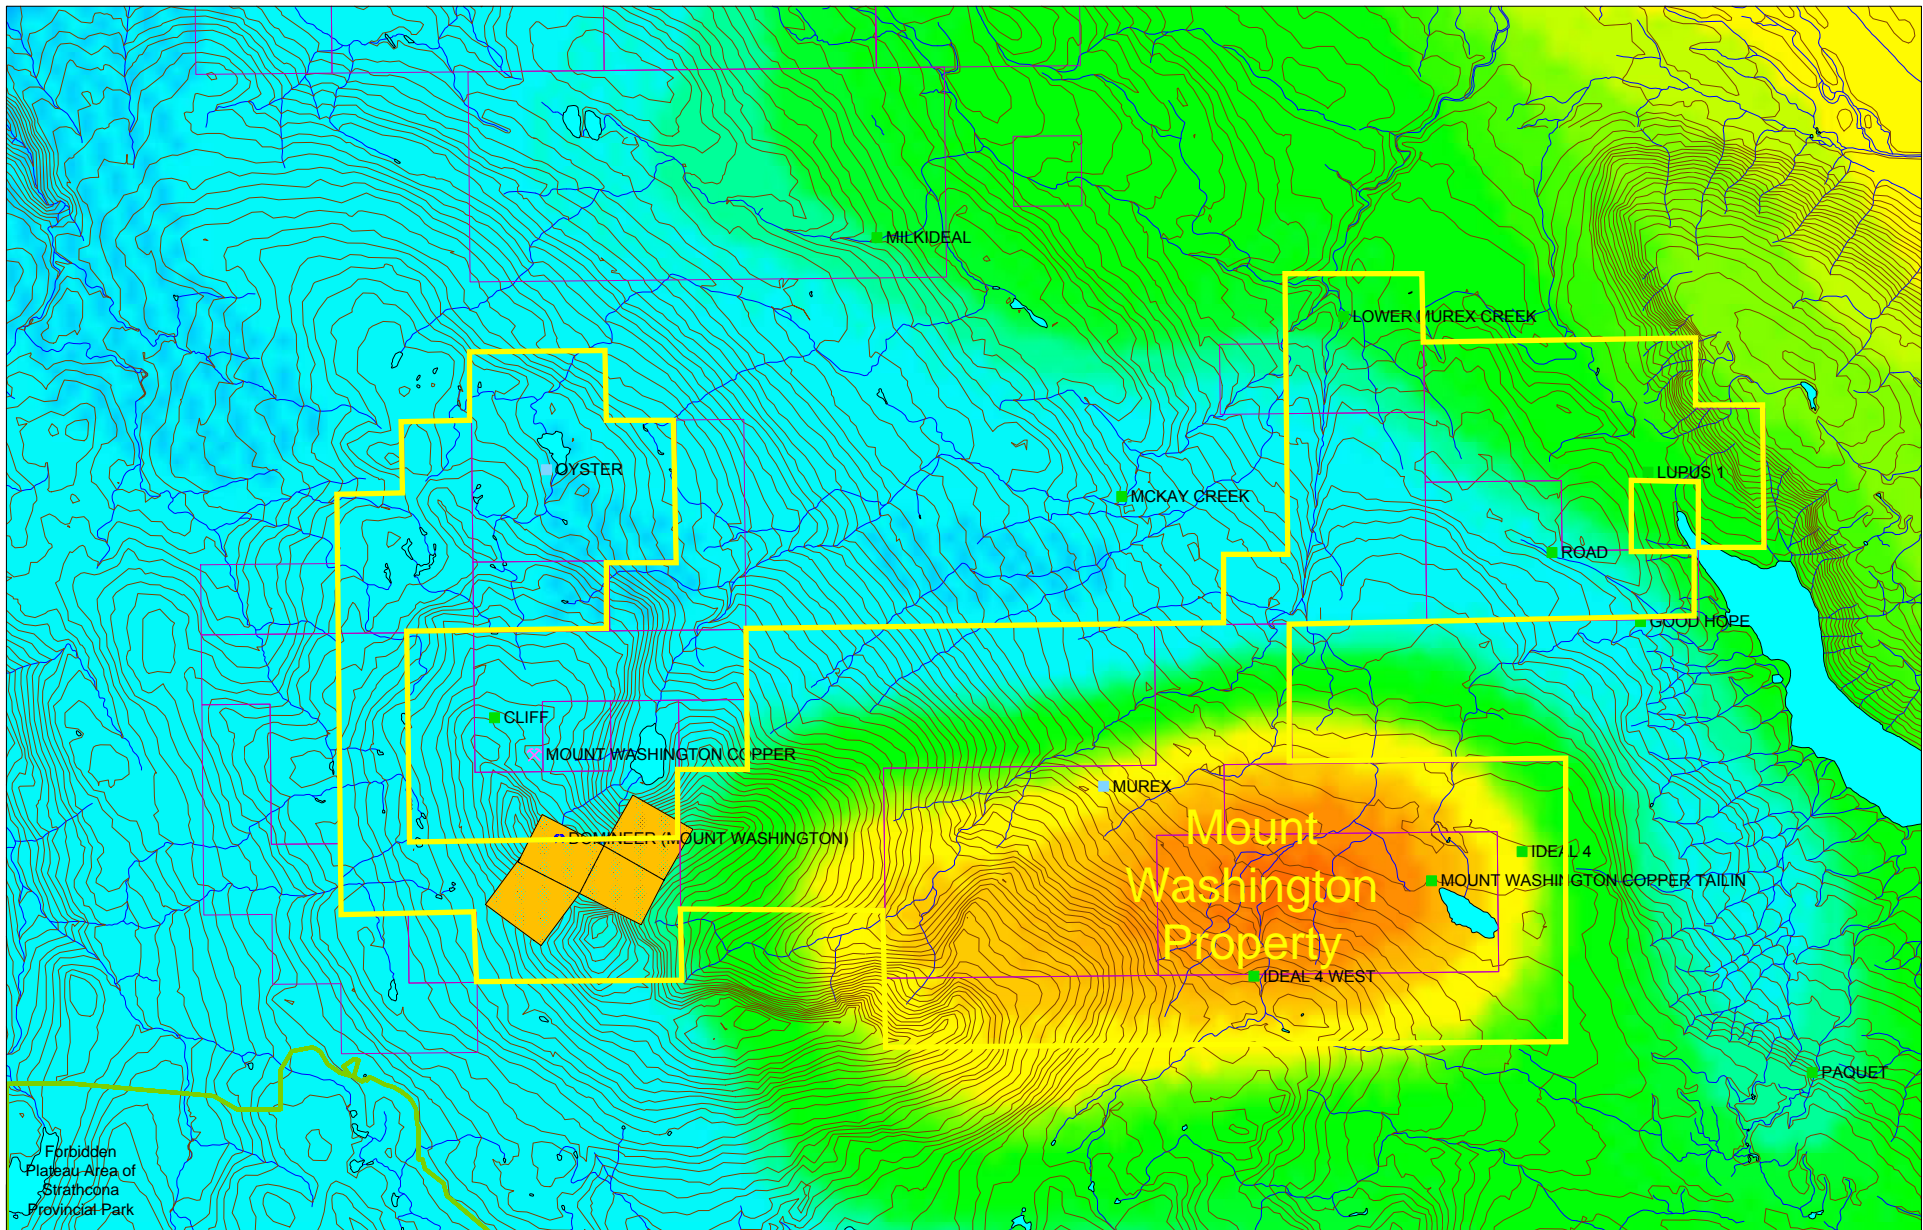 MILKIDEAL
LOWER MUREX CREEK
OYSTER
LUPUS 1
MCKAY CREEK
ROAD
GOOD HOPE
CLIFF
MOUNT WASHINGTON COPPER
MUREX
Mount
Washington
Property
DOMINEER (MOUNT WASHINGTON)
IDEAL 4
MOUNT WASHINGTON COPPER TAILIN
IDEAL 4 WEST
PAQUET
Forbidden
Plateau Area of
Strathcona
Provincial Park